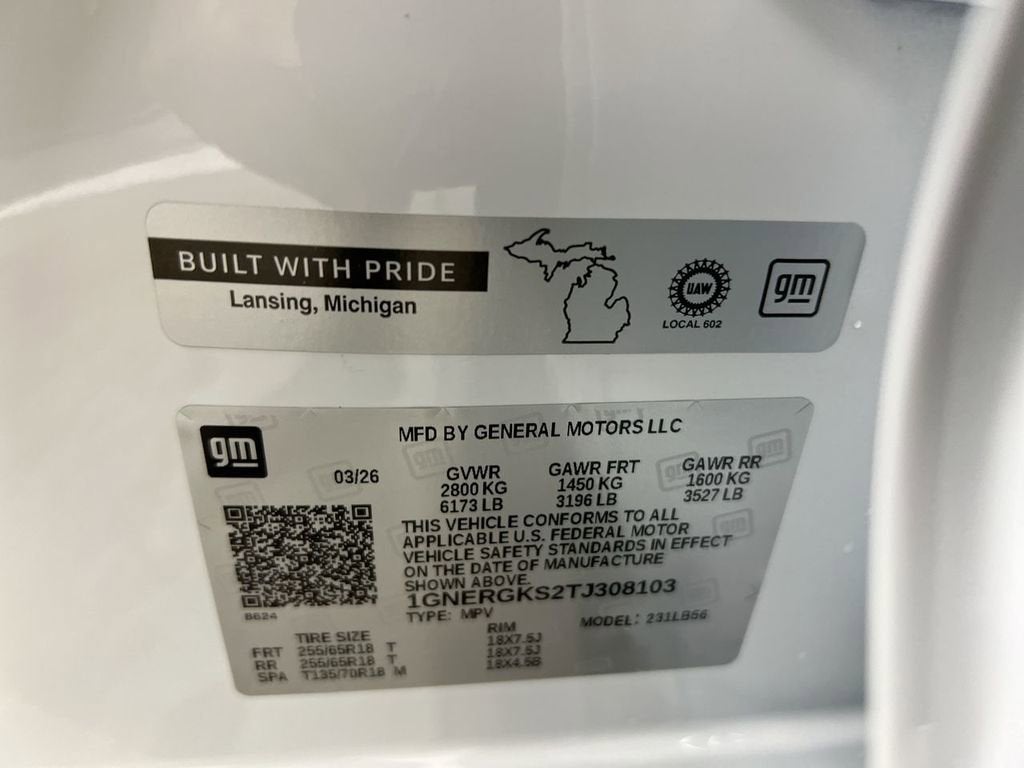 BUILT WITH PRIDE
Lansing, Michigan
UAW
LOCAL 602
gm
gm
MFD BY GENERAL MOTORS LLC
03/26
GVWR
2800 KG
6173 LB
GAWR FRT
1450 KG
3196 LB
GAWR RR
1600 KG
3527 LB
THIS VEHICLE CONFORMS TO ALL
APPLICABLE U.S. FEDERAL MOTOR
VEHICLE SAFETY STANDARDS IN EFFECT
ON THE DATE OF MANUFACTURE
SHOWN ABOVE.
1GNERGKS2TJ308103
TYPE: MPV
MODEL: 231LB56
8624
TIRE SIZE
RIM
FRT 255/65R18 T 18X7.5J
RR 255/65R18 T 18X7.5J
SPA T135/70R18 M 18X4.5B